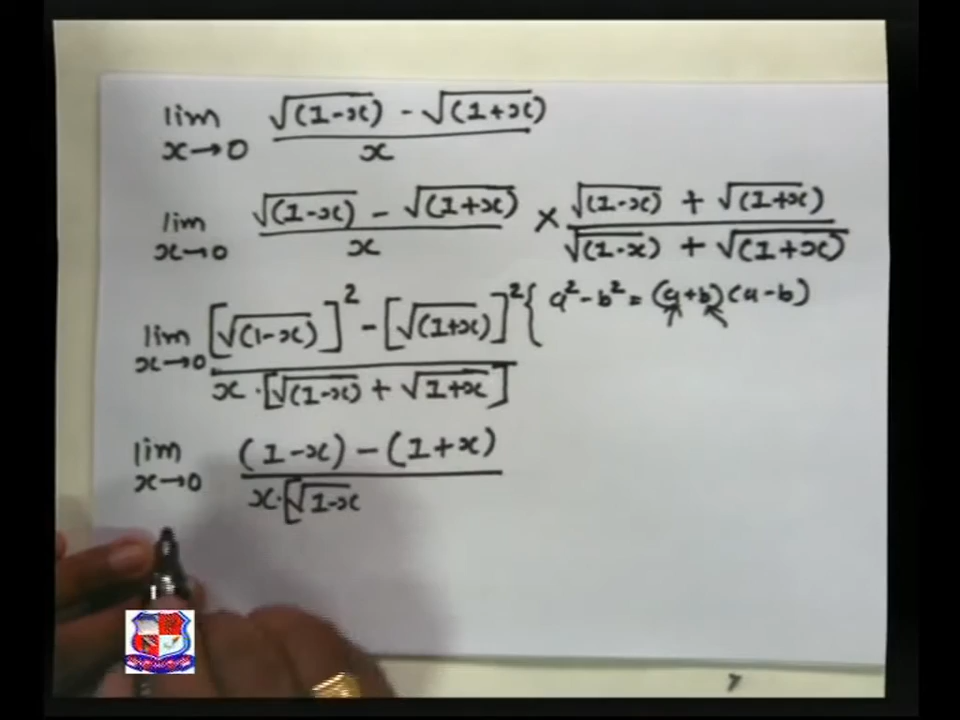 lim x→0 (√(1-x) - √(1+x)) / x
lim x→0 (√(1-x) - √(1+x)) / x × (√(1-x) + √(1+x)) / (√(1-x) + √(1+x))
lim x→0 ([√(1-x)]² - [√(1+x)]²) / (x·[√(1-x) + √1+x]) { a² - b² = (a+b)(a-b)
lim x→0 ((1-x) - (1+x)) / (x·[√1-x